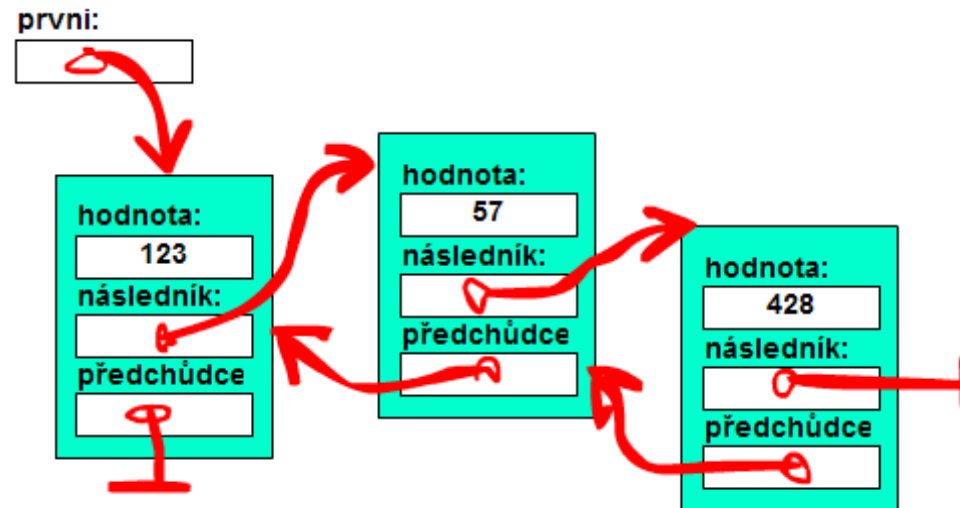 prvni:
hodnota:
123
následník:
předchůdce
hodnota:
57
následník:
předchůdce
hodnota:
428
následník:
předchůdce